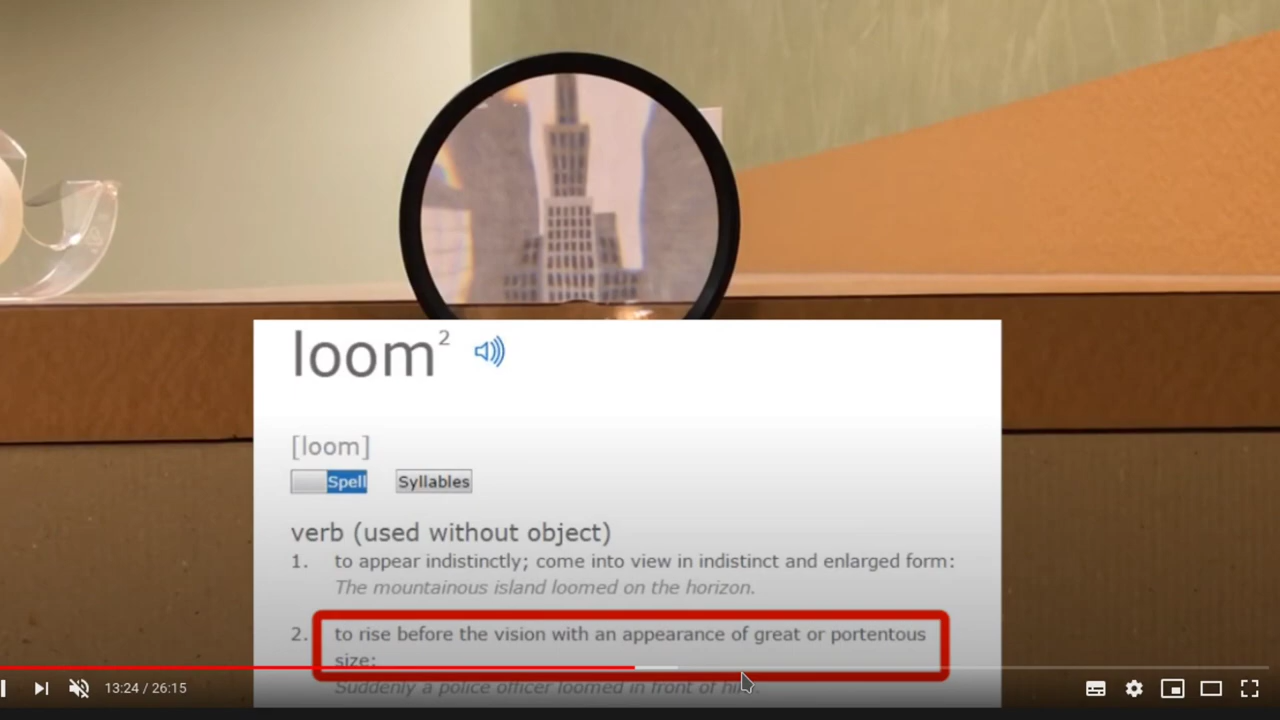 loom²
[loom]
Spell Syllables
verb (used without object)
1. to appear indistinctly; come into view in indistinct and enlarged form:
The mountainous island loomed on the horizon.
2. to rise before the vision with an appearance of great or portentous
size:
Suddenly a police officer loomed in front of him.
13:24 / 26:15